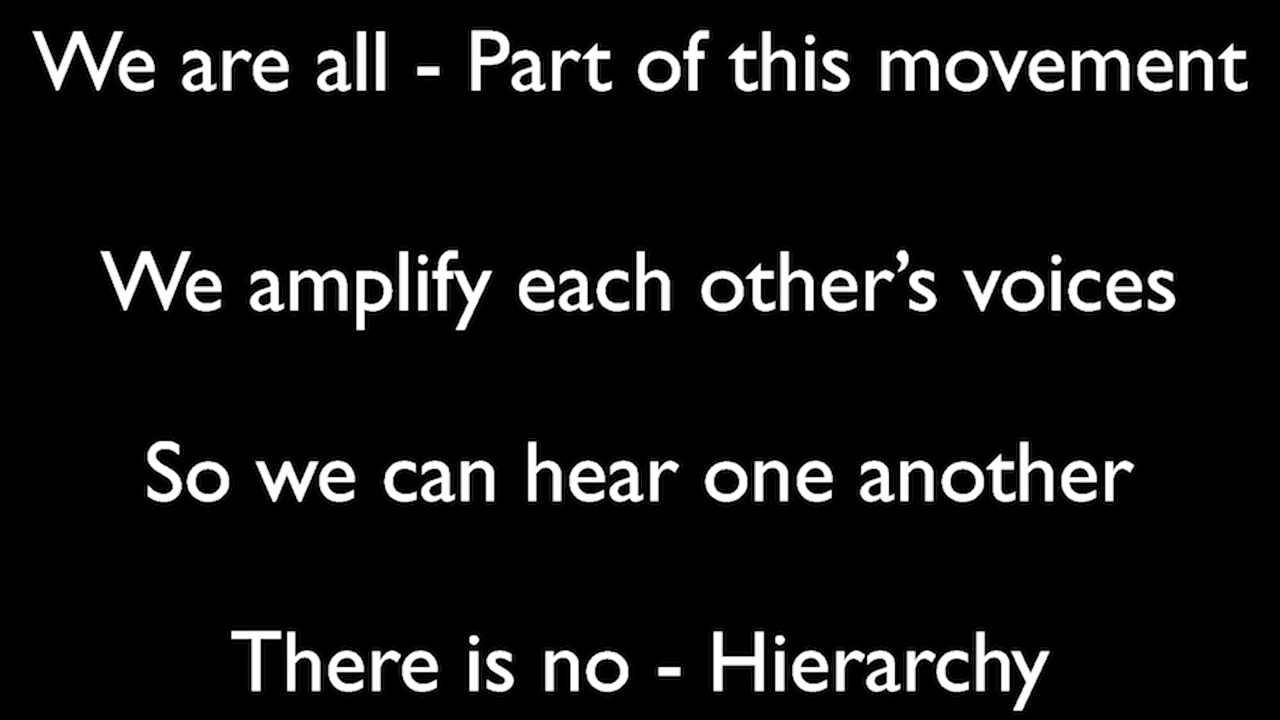 We are all - Part of this movement
We amplify each other’s voices
So we can hear one another
There is no - Hierarchy